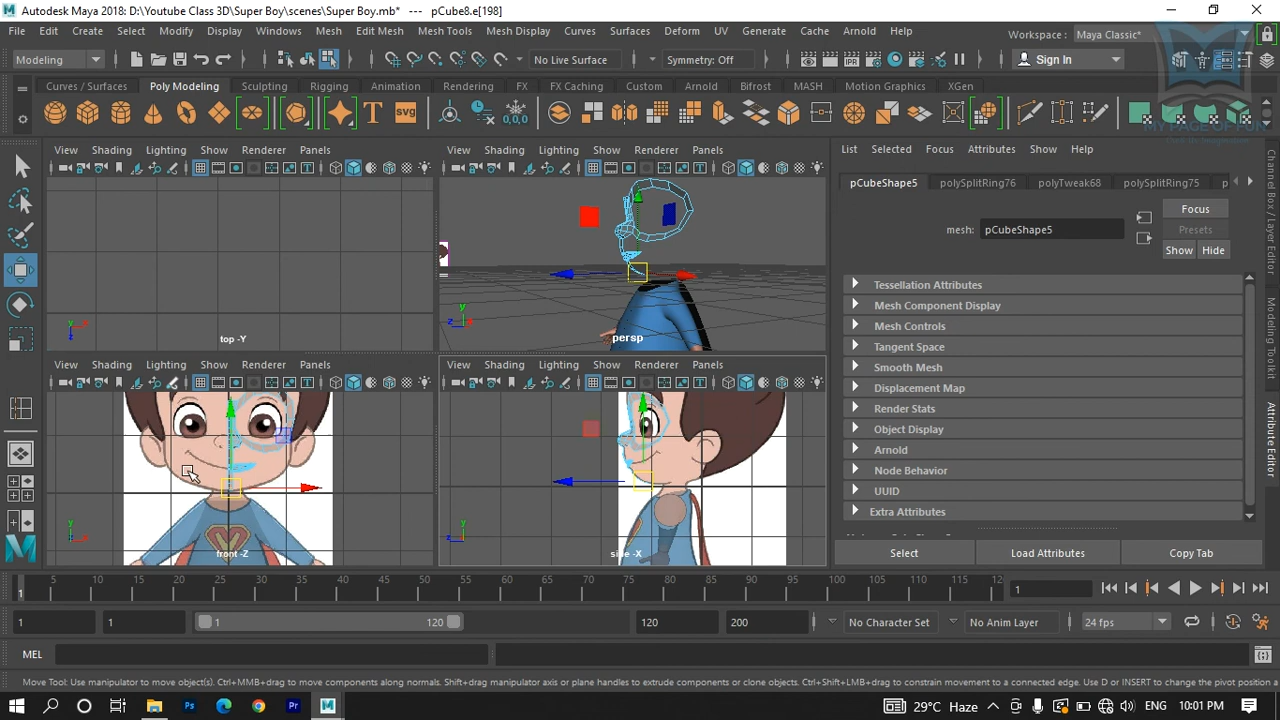 Autodesk Maya 2018: D:\Youtube Class 3D\Super Boy\scenes\Super Boy.mb* --- pCube8.e[198]
File Edit Create Select Modify Display Windows Mesh Edit Mesh Mesh Tools Mesh Display Curves Surfaces Deform UV Generate Cache Arnold Help Workspace : Maya Classic*
Modeling No Live Surface Symmetry: Off Sign In
Curves / Surfaces Poly Modeling Sculpting Rigging Animation Rendering FX FX Caching Custom Arnold Bifrost MASH Motion Graphics XGen
T svg 0,0,0
MY PAGE OF FUN
View Shading Lighting Show Renderer Panels View Shading Lighting Show Renderer Panels List Selected Focus Attributes Show Help
pCubeShape5 polySplitRing76 polyTweak68 polySplitRing75 p
Focus
mesh: pCubeShape5 Presets
Show Hide
Tessellation Attributes
Mesh Component Display
Mesh Controls
Tangent Space
Smooth Mesh
Displacement Map
Render Stats
Object Display
Arnold
Node Behavior
UUID
Extra Attributes
Select Load Attributes Copy Tab
Channel Box / Layer Editor
Modeling Toolkit
Attribute Editor
top -Y
persp
View Shading Lighting Show Renderer Panels View Shading Lighting Show Renderer Panels
front -Z
side -X
5 10 15 20 25 30 35 40 45 50 55 60 65 70 75 80 85 90 95 100 105 110 115 12
1 1
1 1 1 120 120 200 No Character Set No Anim Layer 24 fps
MEL
Move Tool: Use manipulator to move object(s). Ctrl+MMB+drag to move components along normals. Shift+drag manipulator axis or plane handles to extrude components or clone objects. Ctrl+Shift+LMB+drag to constrain movement to a connected edge. Use D or INSERT to change the pivot position a
Ps Pr 29°C Haze ENG 10:01 PM